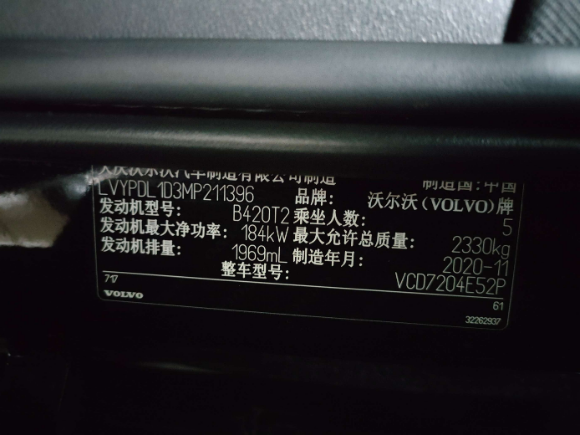 大庆沃尔沃汽车制造有限公司制造 制造国:中国
LVYPDL1D3MP211396 品牌: 沃尔沃(VOLVO)牌
发动机型号: B420T2 乘坐人数: 5
发动机最大净功率: 184kW 最大允许总质量: 2330kg
发动机排量: 1969mL 制造年月: 2020-11
整车型号: VCD7204E52P
717 61
VOLVO 32262937